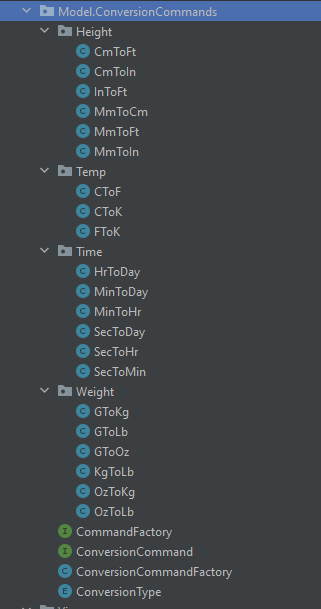 Model.ConversionCommands
Height
CmToFt
CmToIn
InToFt
MmToCm
MmToFt
MmToIn
Temp
CToF
CToK
FToK
Time
HrToDay
MinToDay
MinToHr
SecToDay
SecToHr
SecToMin
Weight
GToKg
GToLb
GToOz
KgToLb
OzToKg
OzToLb
CommandFactory
ConversionCommand
ConversionCommandFactory
ConversionType